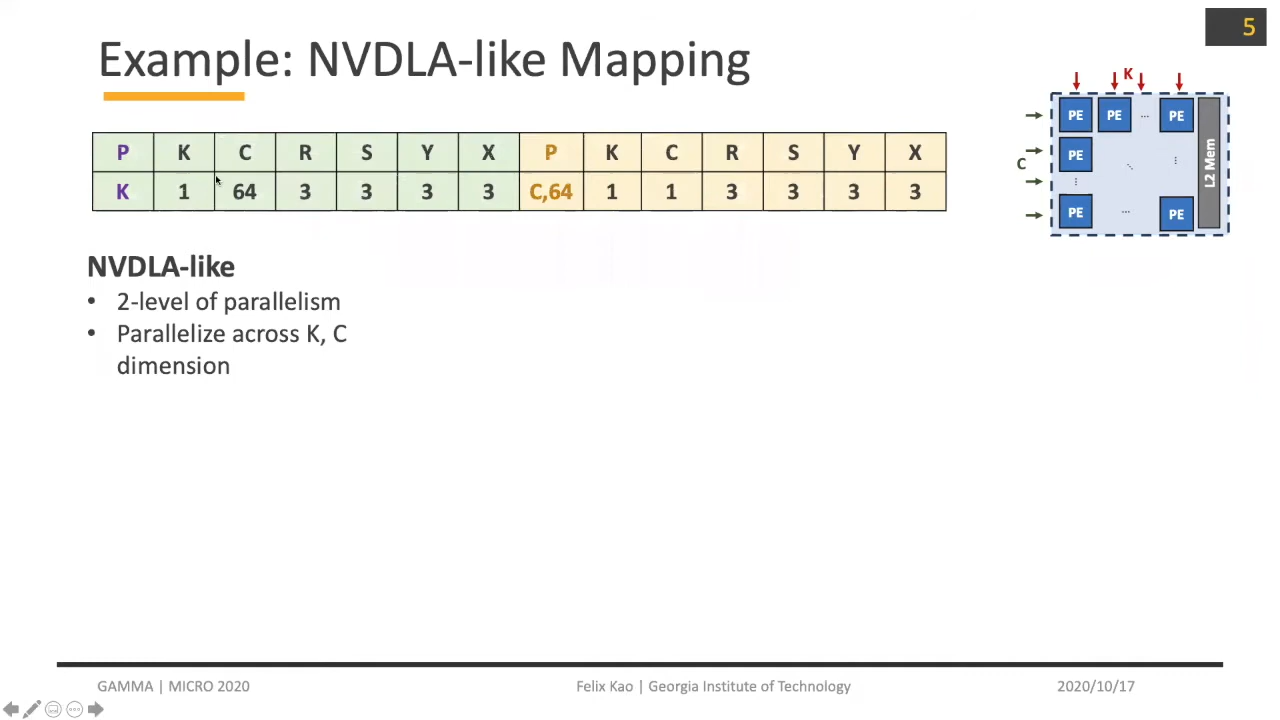 5
Example: NVDLA-like Mapping
P K C R S Y X P K C R S Y X
K 1 64 3 3 3 3 C,64 1 1 3 3 3 3
K
PE PE ... PE
C
PE
PE ... PE
L2 Mem
NVDLA-like
• 2-level of parallelism
• Parallelize across K, C
dimension
GAMMA | MICRO 2020
Felix Kao | Georgia Institute of Technology
2020/10/17